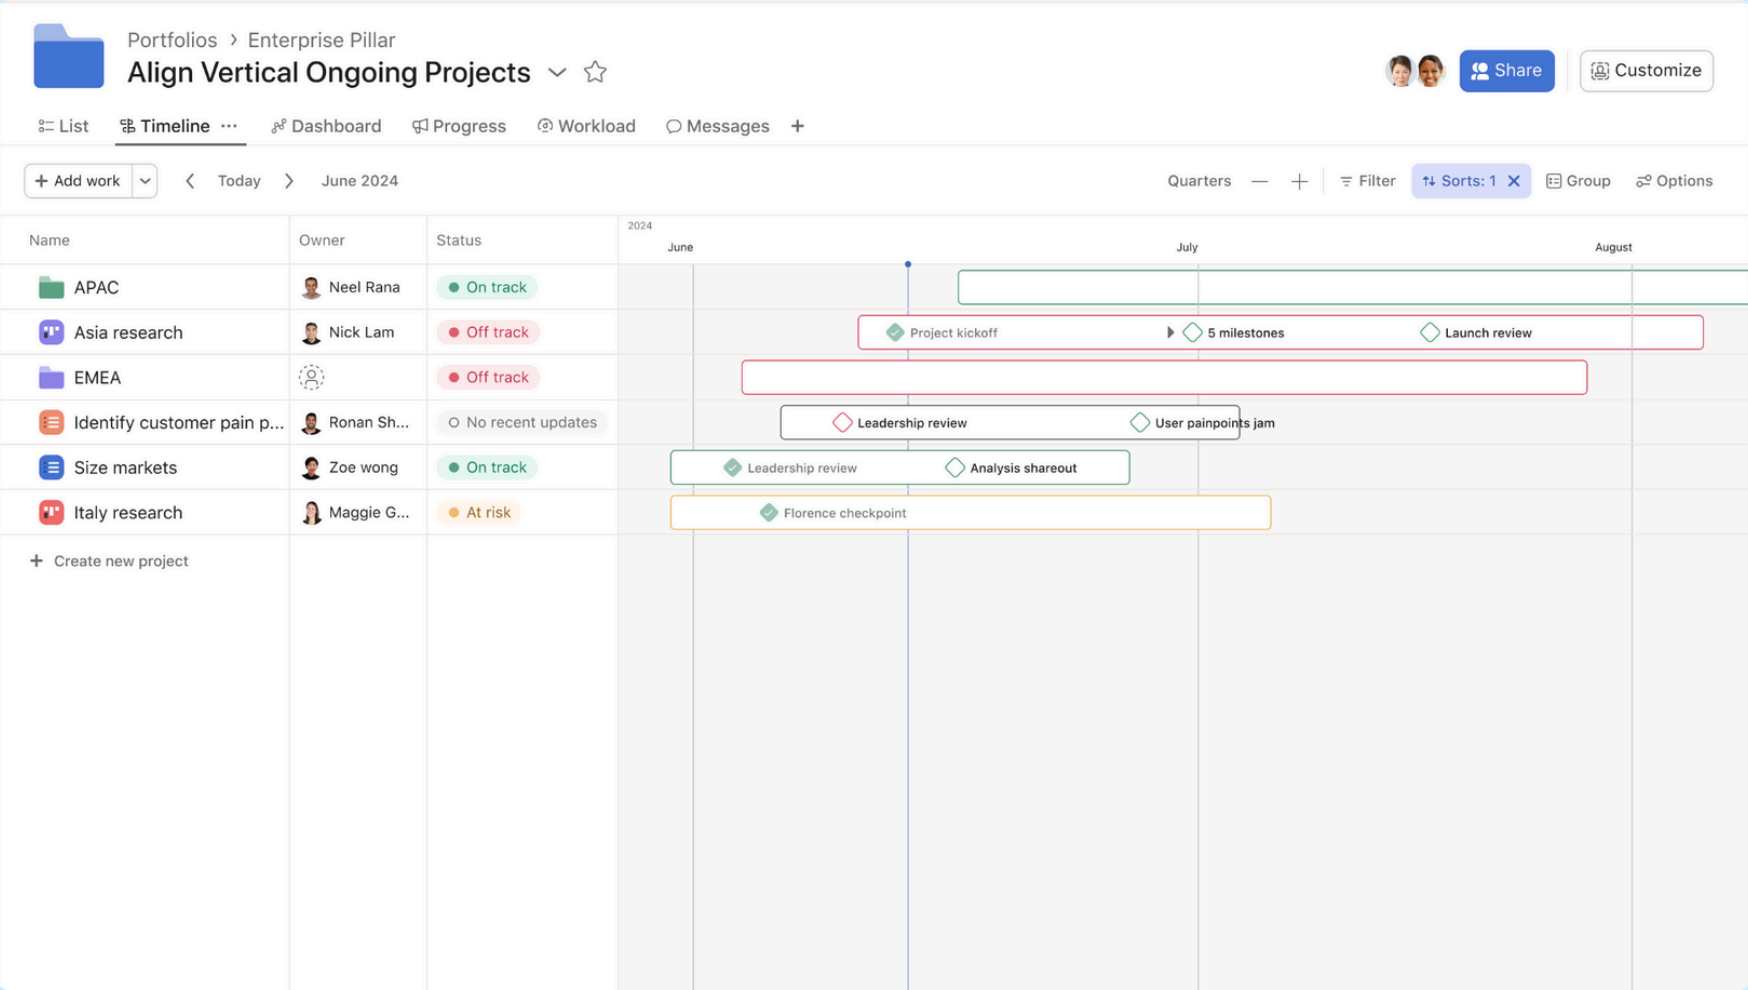 Portfolios > Enterprise Pillar
Align Vertical Ongoing Projects
Share
Customize
List
Timeline
Dashboard
Progress
Workload
Messages
+
+ Add work
Today
June 2024
Quarters
Filter
Sorts: 1
Group
Options
Name
Owner
Status
2024
June
July
August
APAC
Neel Rana
On track
Asia research
Nick Lam
Off track
Project kickoff
5 milestones
Launch review
EMEA
Off track
Identify customer pain p...
Ronan Sh...
No recent updates
Leadership review
User painpoints jam
Size markets
Zoe wong
On track
Leadership review
Analysis shareout
Italy research
Maggie G...
At risk
Florence checkpoint
+ Create new project